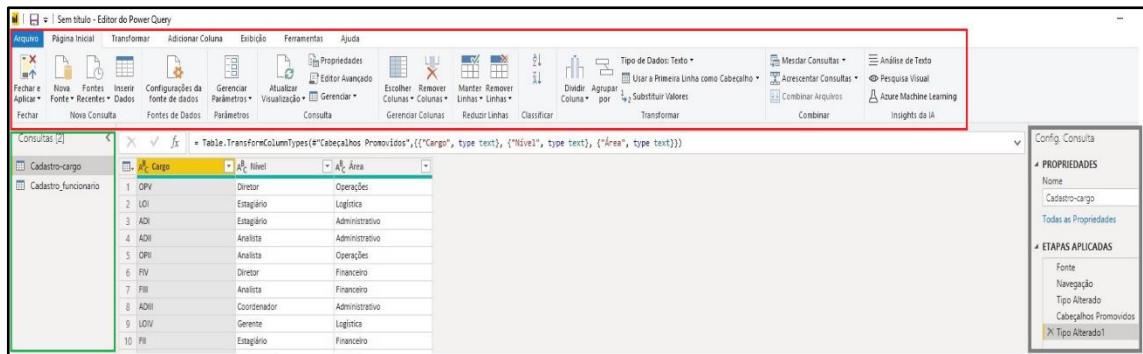 Sem título - Editor do Power Query
Arquivo Página Inicial Transformar Adicionar Coluna Exibição Ferramentas Ajuda
Fechar e Aplicar
Nova Fonte
Fontes Recentes
Inserir Dados
Configurações da fonte de dados
Gerenciar Parâmetros
Atualizar Visualização
Propriedades
Editor Avançado
Gerenciar
Escolher Colunas
Remover Colunas
Manter Linhas
Remover Linhas
Dividir Coluna
Agrupar por
Tipo de Dados: Texto
Usar a Primeira Linha como Cabeçalho
Substituir Valores
Mesclar Consultas
Acrescentar Consultas
Combinar Arquivos
Análise de Texto
Pesquisa Visual
Azure Machine Learning
Fechar Nova Consulta Fontes de Dados Parâmetros Consulta Gerenciar Colunas Reduzir Linhas Classificar Transformar Combinar Insights da IA
Consultas [2]
Cadastro-cargo
Cadastro_funcionario
= Table.TransformColumnTypes(#"Cabeçalhos Promovidos",{{"Cargo", type text}, {"Nível", type text}, {"Área", type text}})
Cargo Nível Área
1 OPV Diretor Operações
2 LOI Estagiário Logística
3 ADI Estagiário Administrativo
4 ADII Analista Administrativo
5 OPII Analista Operações
6 FIV Diretor Financeiro
7 FIII Analista Financeiro
8 ADIII Coordenador Administrativo
9 LOIV Gerente Logística
10 FII Estagiário Financeiro
Config. Consulta
PROPRIEDADES
Nome
Cadastro-cargo
Todas as Propriedades
ETAPAS APLICADAS
Fonte
Navegação
Tipo Alterado
Cabeçalhos Promovidos
Tipo Alterado1